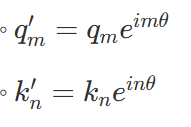 ◦ q′ₘ = qₘe^{imθ}
◦ k′ₙ = kₙe^{inθ}